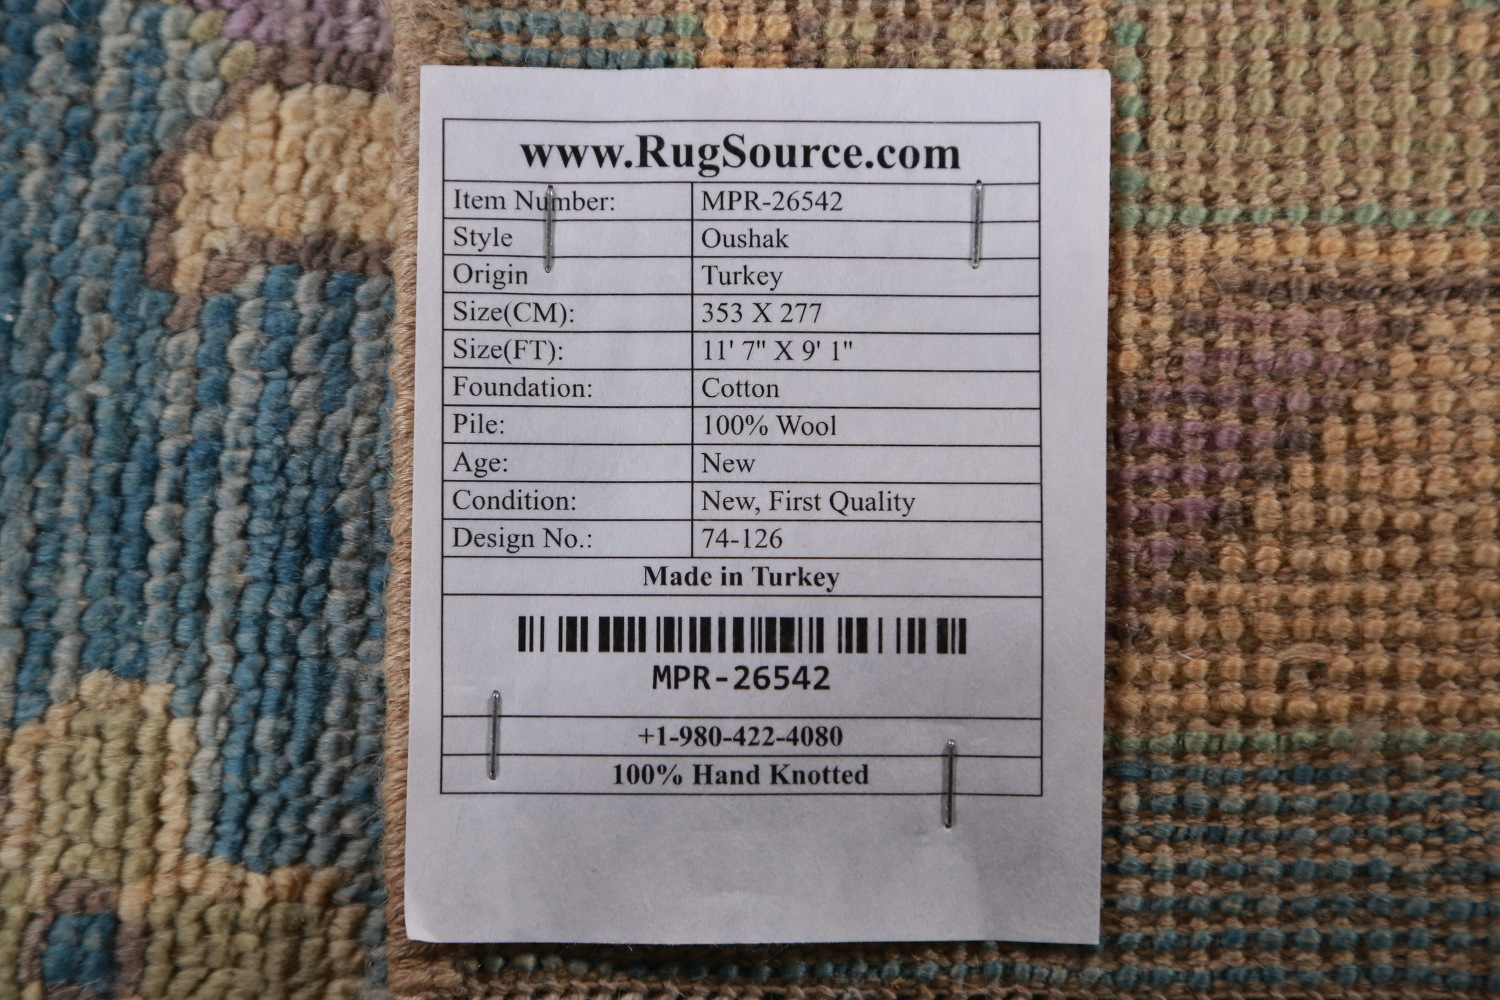 www.RugSource.com
Item Number: MPR-26542
Style Oushak
Origin Turkey
Size(CM): 353 X 277
Size(FT): 11' 7" X 9' 1"
Foundation: Cotton
Pile: 100% Wool
Age: New
Condition: New, First Quality
Design No.: 74-126
Made in Turkey
MPR-26542
+1-980-422-4080
100% Hand Knotted